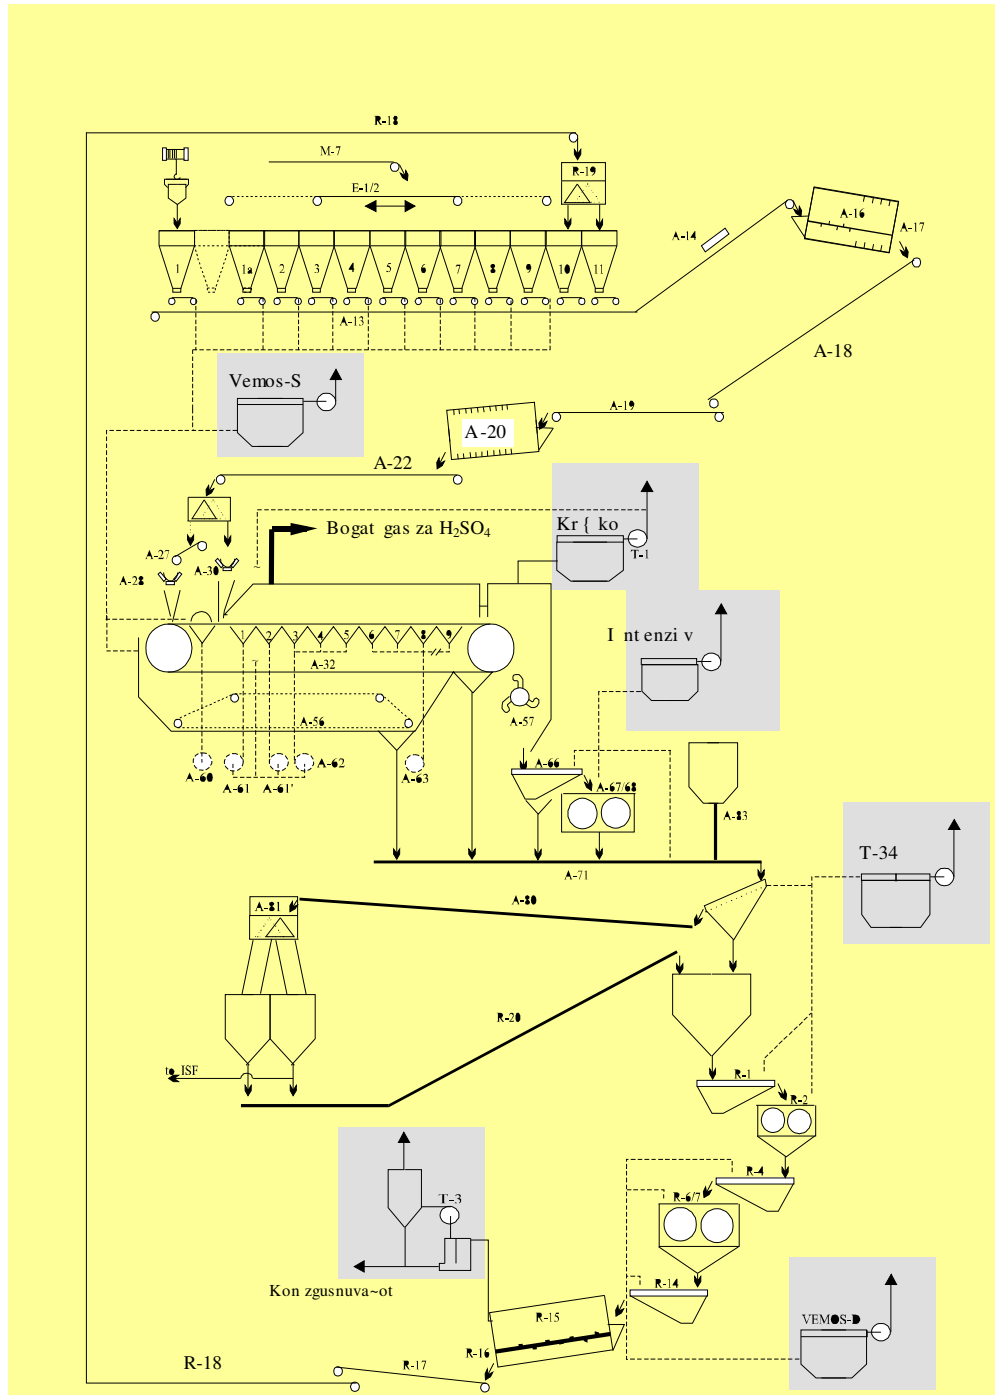 R-18
M-7
R-19
E-1/2
A-16
A-17
A-14
1
1a
2
3
4
5
6
7
8
9
10
11
A-13
A-18
Vemos-S
A-19
A-20
A-22
Bogat gas za H₂SO₄
Kr { ko
T-1
A-27
A-30
A-28
I nt enzi v
1
2
3
4
5
6
7
8
9
A-32
A-56
A-57
A-60
A-61
A-61'
A-62
A-63
A-66
A-67/68
A-83
A-71
T-34
A-80
A-81
R-20
to ISF
R-1
R-2
R-4
T-3
R-6/7
Kon zgusnuva~ot
R-14
R-15
VEMOS-D
R-16
R-17
R-18